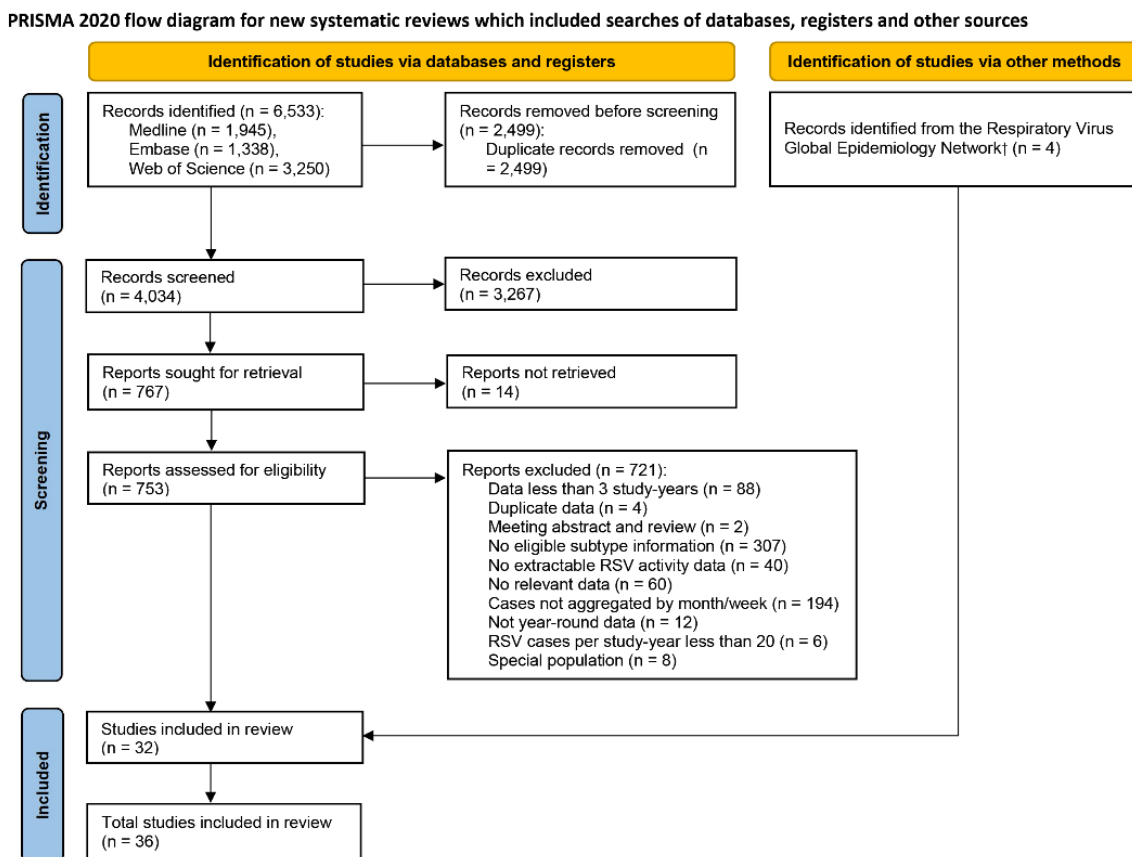 PRISMA 2020 flow diagram for new systematic reviews which included searches of databases, registers and other sources
Identification of studies via databases and registers
Identification of studies via other methods
Identification
Records identified (n = 6,533):
Medline (n = 1,945),
Embase (n = 1,338),
Web of Science (n = 3,250)
Records removed before screening
(n = 2,499):
Duplicate records removed (n
= 2,499)
Records identified from the Respiratory Virus
Global Epidemiology Network† (n = 4)
Screening
Records screened
(n = 4,034)
Records excluded
(n = 3,267)
Reports sought for retrieval
(n = 767)
Reports not retrieved
(n = 14)
Reports assessed for eligibility
(n = 753)
Reports excluded (n = 721):
Data less than 3 study-years (n = 88)
Duplicate data (n = 4)
Meeting abstract and review (n = 2)
No eligible subtype information (n = 307)
No extractable RSV activity data (n = 40)
No relevant data (n = 60)
Cases not aggregated by month/week (n = 194)
Not year-round data (n = 12)
RSV cases per study-year less than 20 (n = 6)
Special population (n = 8)
Included
Studies included in review
(n = 32)
Total studies included in review
(n = 36)